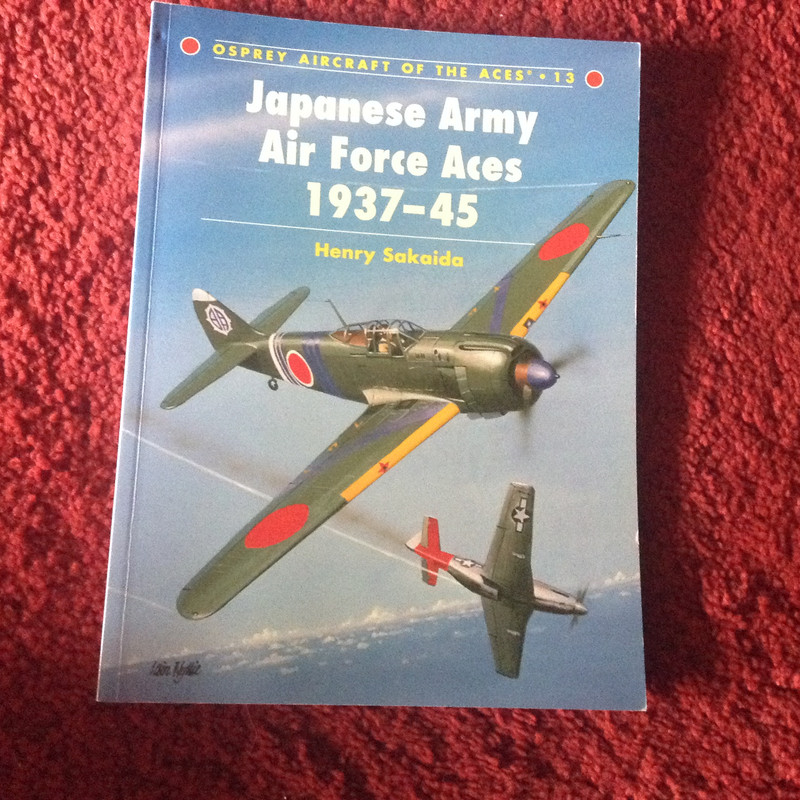 OSPREY AIRCRAFT OF THE ACES® • 13
Japanese Army
Air Force Aces
1937–45
Henry Sakaida